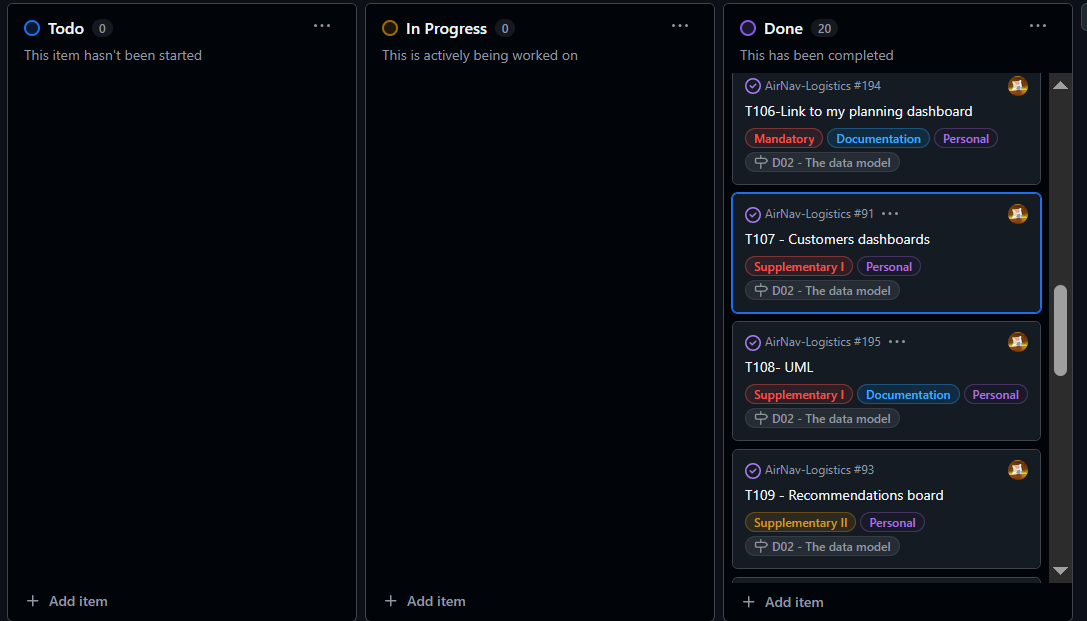 Todo 0
This item hasn't been started
Add item
In Progress 0
This is actively being worked on
Add item
Done 20
This has been completed
AirNav-Logistics #194
T106-Link to my planning dashboard
Mandatory Documentation Personal
D02 - The data model
AirNav-Logistics #91
T107 - Customers dashboards
Supplementary I Personal
D02 - The data model
AirNav-Logistics #195
T108- UML
Supplementary I Documentation Personal
D02 - The data model
AirNav-Logistics #93
T109 - Recommendations board
Supplementary II Personal
D02 - The data model
Add item